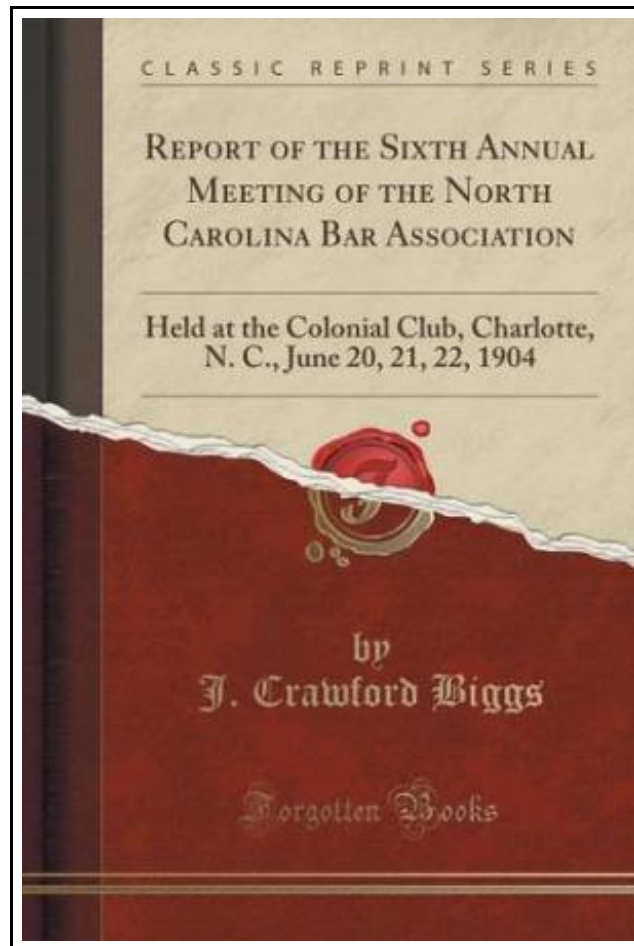 CLASSIC REPRINT SERIES
REPORT OF THE SIXTH ANNUAL
MEETING OF THE NORTH
CAROLINA BAR ASSOCIATION
Held at the Colonial Club, Charlotte,
N. C., June 20, 21, 22, 1904
by
J. Crawford Biggs
Forgotten Books